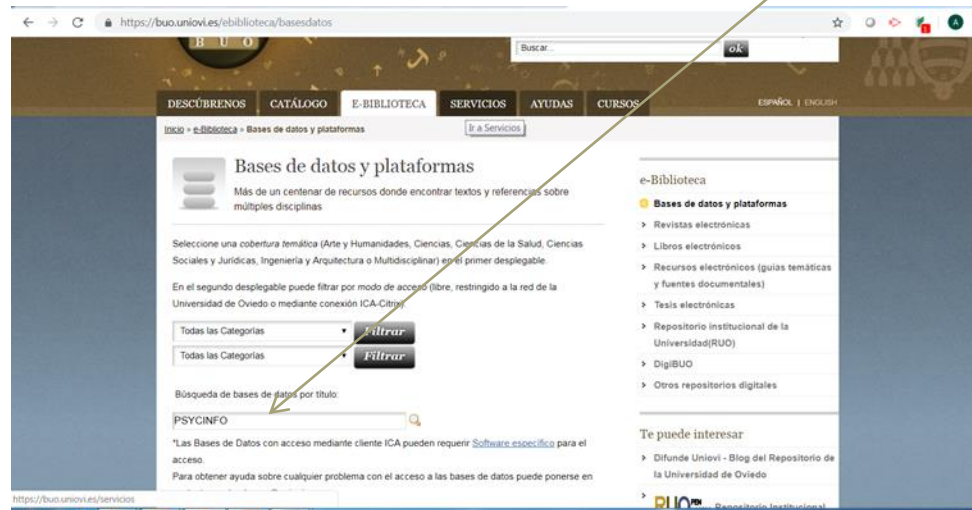 https://buo.uniovi.es/ebiblioteca/basesdatos
B U O
Buscar...
ok
DESCÚBRENOS CATÁLOGO E-BIBLIOTECA SERVICIOS AYUDAS CURSOS
ESPAÑOL | ENGLISH
Inicio » e-Biblioteca » Bases de datos y plataformas
Ir a Servicios
Bases de datos y plataformas
Más de un centenar de recursos donde encontrar textos y referencias sobre
múltiples disciplinas
Seleccione una cobertura temática (Arte y Humanidades, Ciencias, Ciencias de la Salud, Ciencias
Sociales y Jurídicas, Ingeniería y Arquitectura o Multidisciplinar) en el primer desplegable.
En el segundo desplegable puede filtrar por modo de acceso (libre, restringido a la red de la
Universidad de Oviedo o mediante conexión ICA-Citrix).
Todas las Categorías Filtrar
Todas las Categorías Filtrar
Búsqueda de bases de datos por título:
PSYCINFO
*Las Bases de Datos con acceso mediante cliente ICA pueden requerir Software específico para el
acceso.
Para obtener ayuda sobre cualquier problema con el acceso a las bases de datos puede ponerse en
https://buo.uniovi.es/servicios
e-Biblioteca
Bases de datos y plataformas
Revistas electrónicas
Libros electrónicos
Recursos electrónicos (guías temáticas
y fuentes documentales)
Tesis electrónicas
Repositorio institucional de la
Universidad(RUO)
DigiBUO
Otros repositorios digitales
Te puede interesar
Difunde Uniovi - Blog del Repositorio de
la Universidad de Oviedo
RUO Repositorio Institucional
A
1